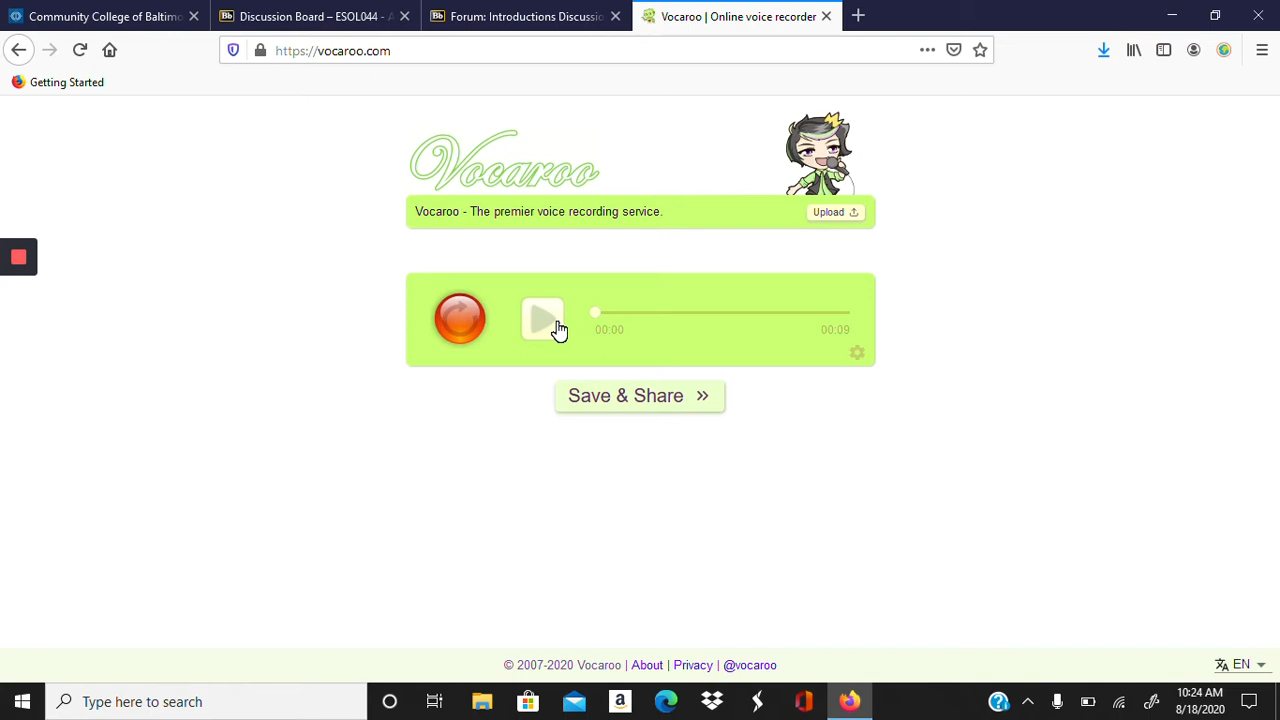 Community College of Baltimo
Discussion Board – ESOL044 - A
Forum: Introductions Discussio
Vocaroo | Online voice recorder
https://vocaroo.com
Getting Started
Vocaroo
Vocaroo - The premier voice recording service.
Upload
00:00
00:09
Save & Share »
© 2007-2020 Vocaroo | About | Privacy | @vocaroo
EN
Type here to search
10:24 AM
8/18/2020